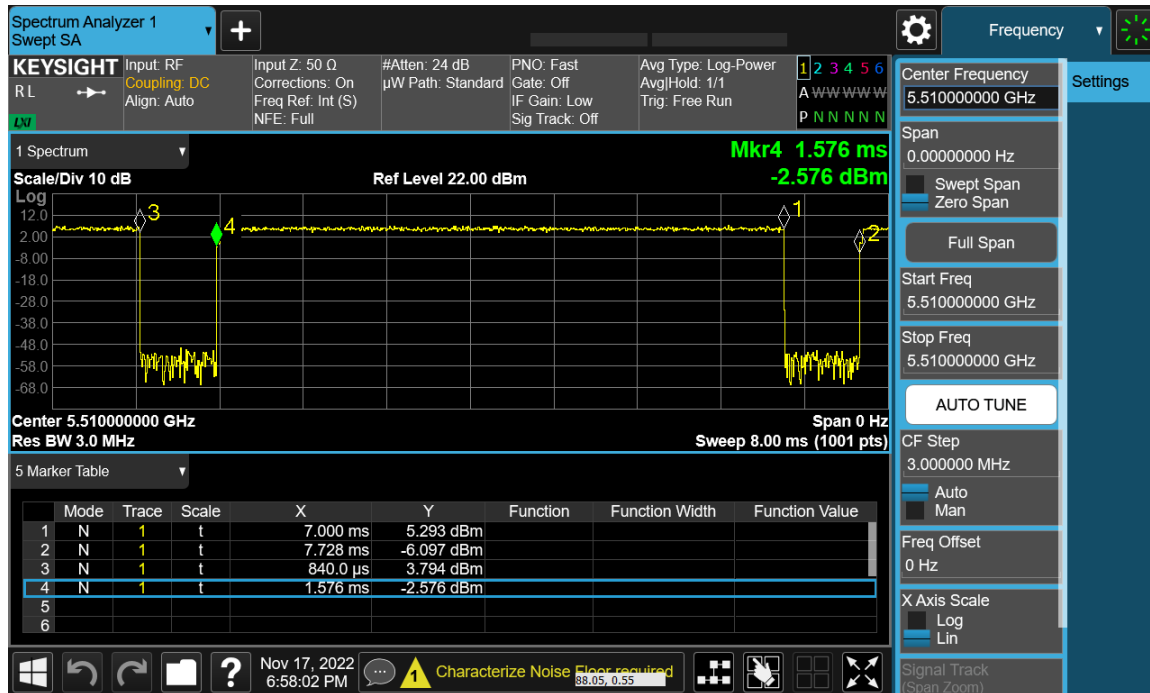 Spectrum Analyzer 1
Swept SA
+
Frequency
KEYSIGHT
R L
LXI
Input: RF
Coupling: DC
Align: Auto
Input Z: 50 Ω
Corrections: On
Freq Ref: Int (S)
NFE: Full
#Atten: 24 dB
µW Path: Standard
PNO: Fast
Gate: Off
IF Gain: Low
Sig Track: Off
Avg Type: Log-Power
Avg|Hold: 1/1
Trig: Free Run
1 2 3 4 5 6
A W W W W W
P N N N N N
1 Spectrum
Mkr4 1.576 ms
-2.576 dBm
Scale/Div 10 dB
Ref Level 22.00 dBm
Log
12.0
2.00
-8.00
-18.0
-28.0
-38.0
-48.0
-58.0
-68.0
3
4
1
2
Center 5.510000000 GHz
Span 0 Hz
Res BW 3.0 MHz
Sweep 8.00 ms (1001 pts)
5 Marker Table
Mode Trace Scale X Y Function Function Width Function Value
1 N 1 t 7.000 ms 5.293 dBm
2 N 1 t 7.728 ms -6.097 dBm
3 N 1 t 840.0 µs 3.794 dBm
4 N 1 t 1.576 ms -2.576 dBm
5
6
?
Nov 17, 2022
6:58:02 PM
1
Characterize Noise Floor required
88.05, 0.55
Center Frequency
5.510000000 GHz
Settings
Span
0.00000000 Hz
Swept Span
Zero Span
Full Span
Start Freq
5.510000000 GHz
Stop Freq
5.510000000 GHz
AUTO TUNE
CF Step
3.000000 MHz
Auto
Man
Freq Offset
0 Hz
X Axis Scale
Log
Lin
Signal Track
(Span Zoom)